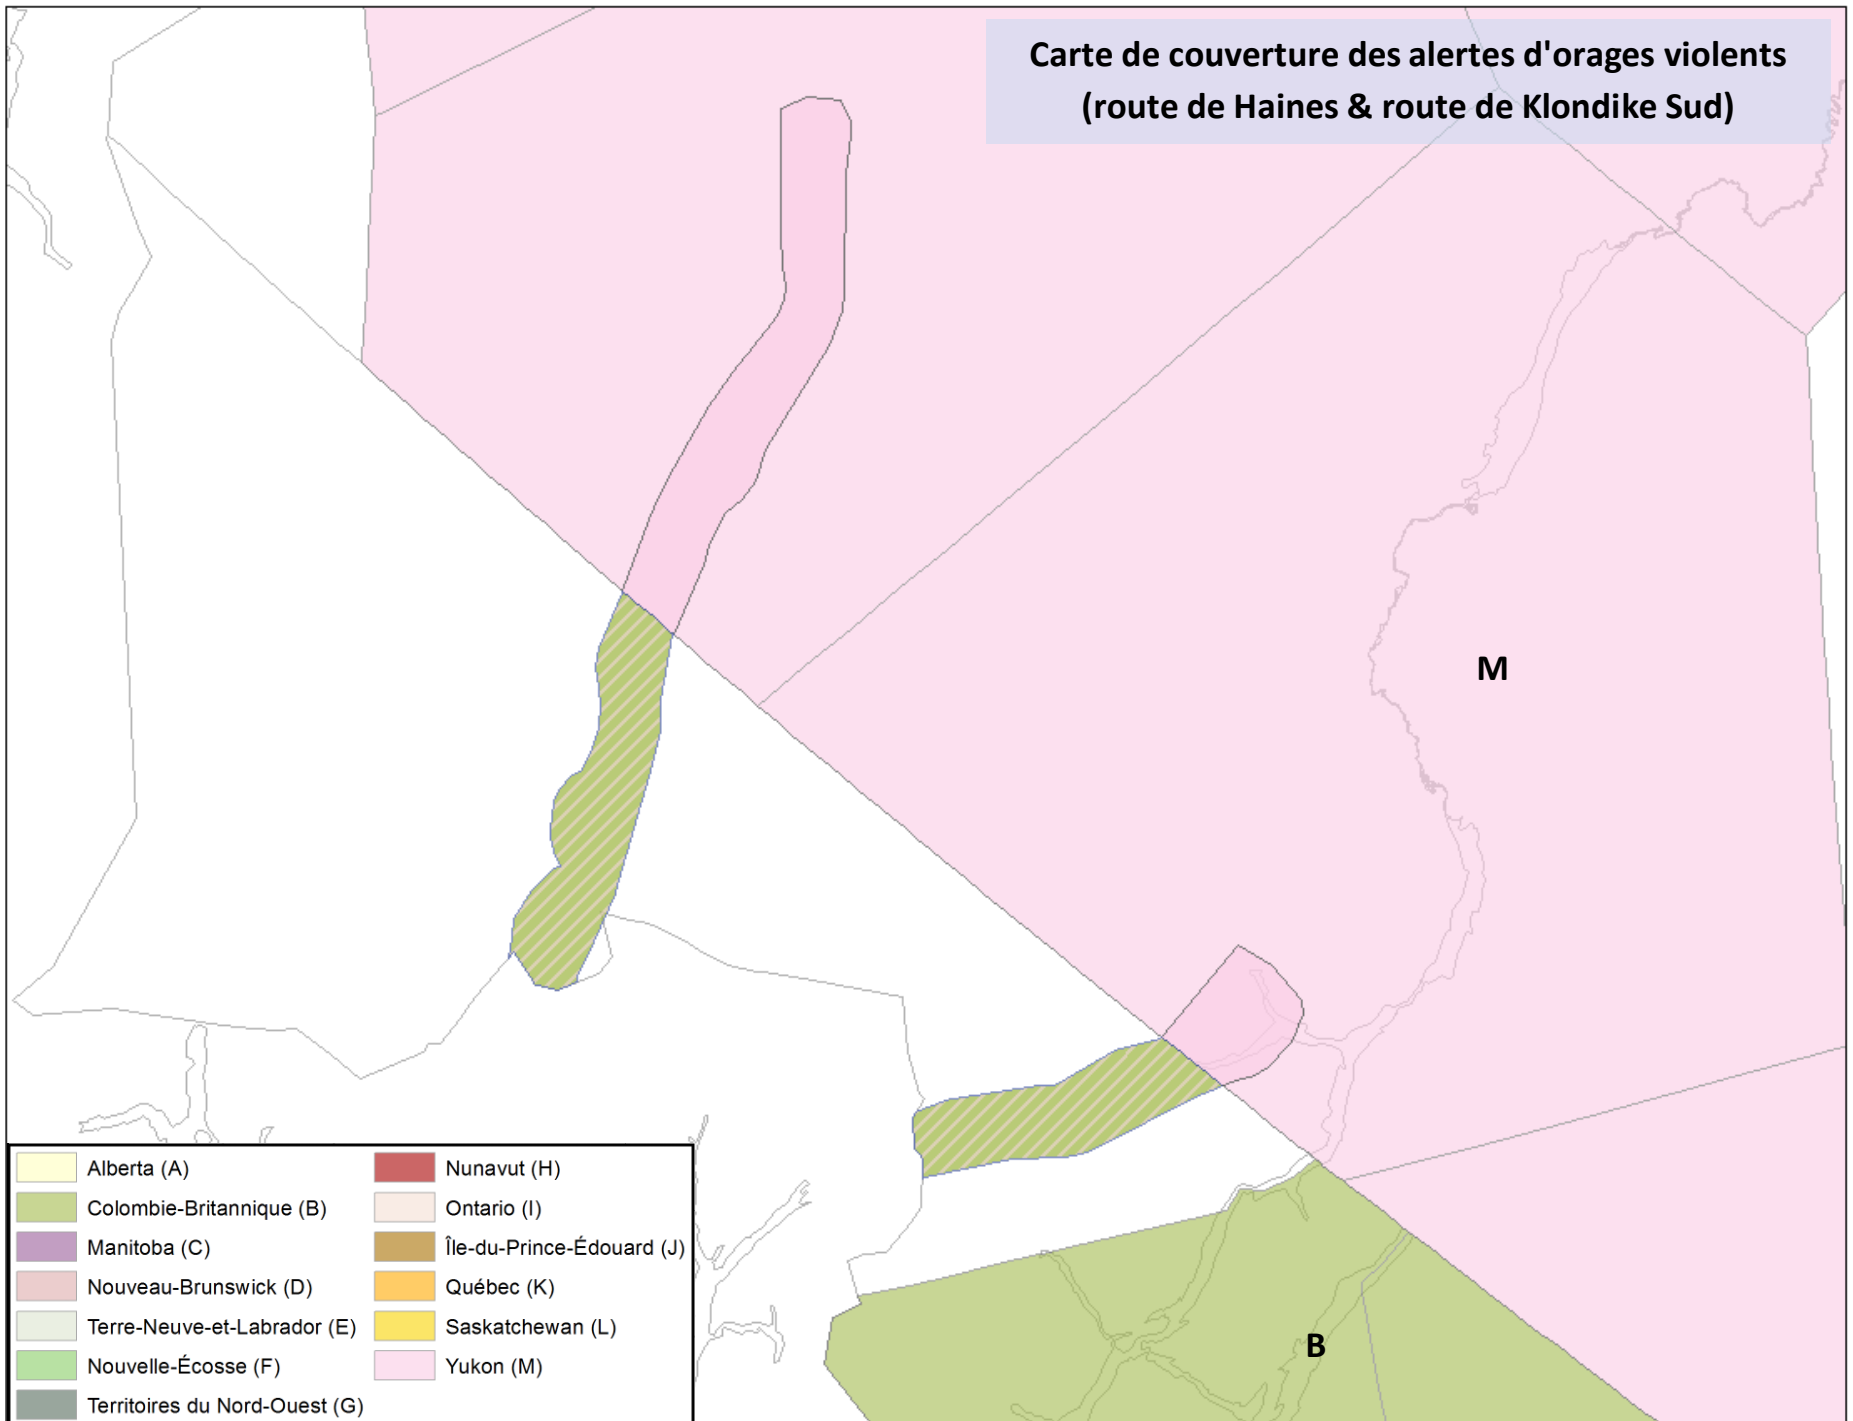 Carte de couverture des alertes d'orages violents
(route de Haines & route de Klondike Sud)
M
B
Alberta (A)
Colombie-Britannique (B)
Manitoba (C)
Nouveau-Brunswick (D)
Terre-Neuve-et-Labrador (E)
Nouvelle-Écosse (F)
Territoires du Nord-Ouest (G)
Nunavut (H)
Ontario (I)
Île-du-Prince-Édouard (J)
Québec (K)
Saskatchewan (L)
Yukon (M)